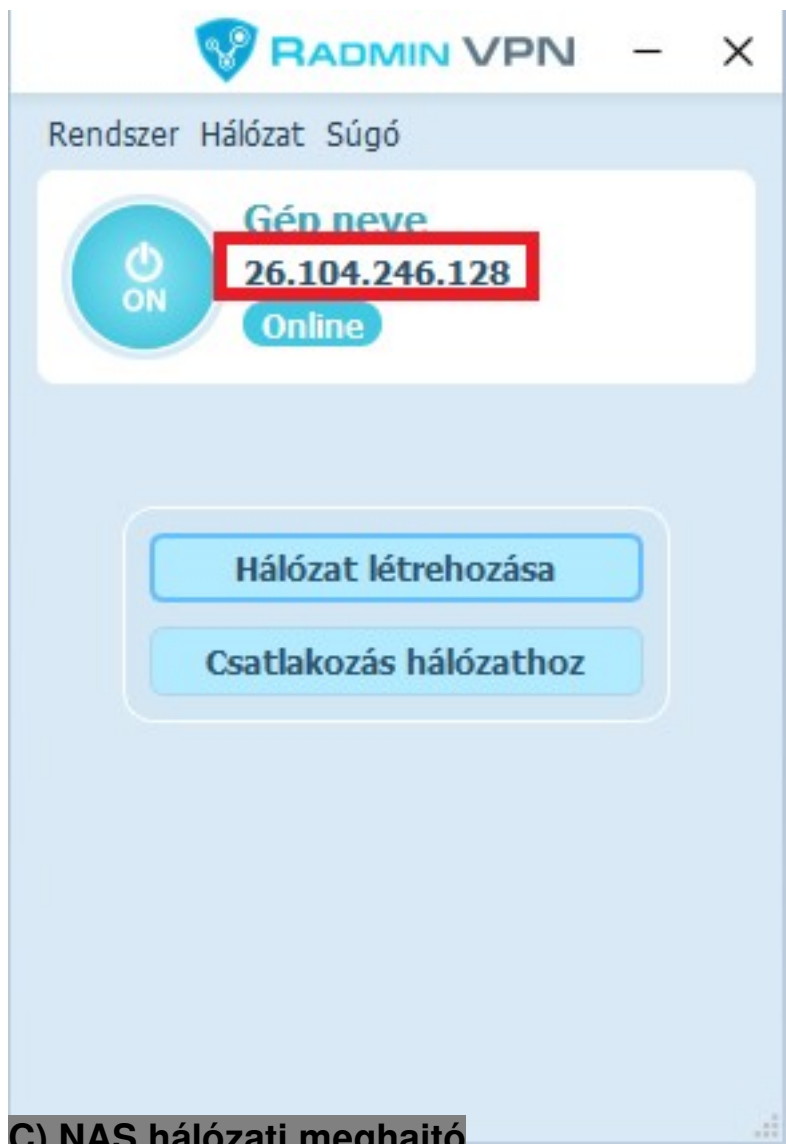 RADMIN VPN
Rendszer Hálózat Súgó
Gép neve
26.104.246.128
ON
Online
Hálózat létrehozása
Csatlakozás hálózathoz
C) NAS hálózati meghajtó